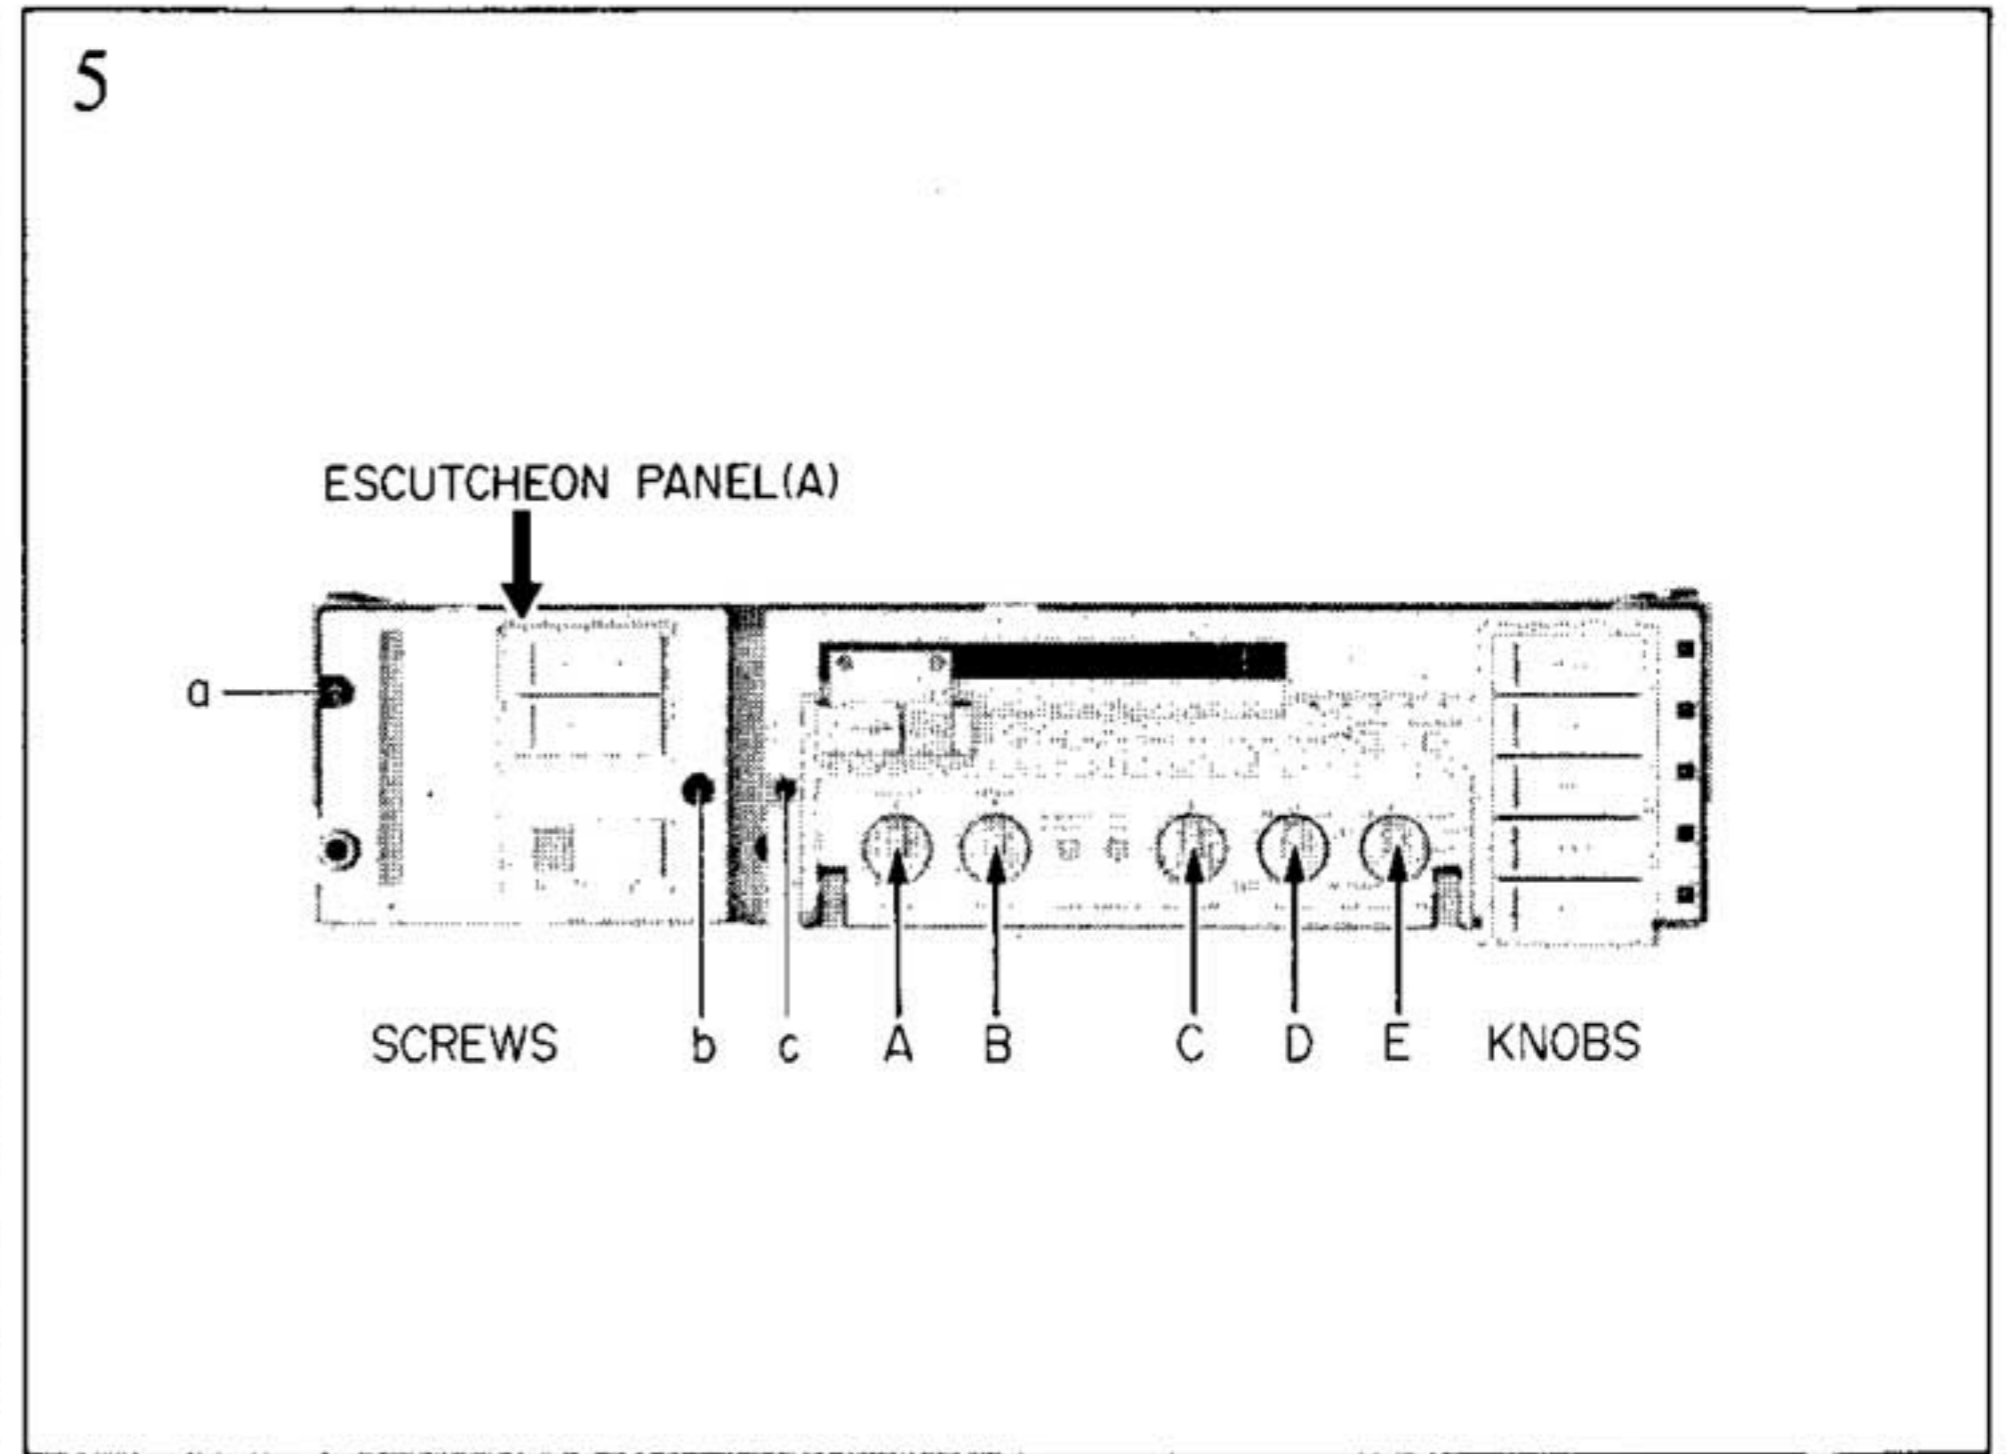 5
ESCUTCHEON PANEL(A)
a
SCREWS b c A B C D E KNOBS